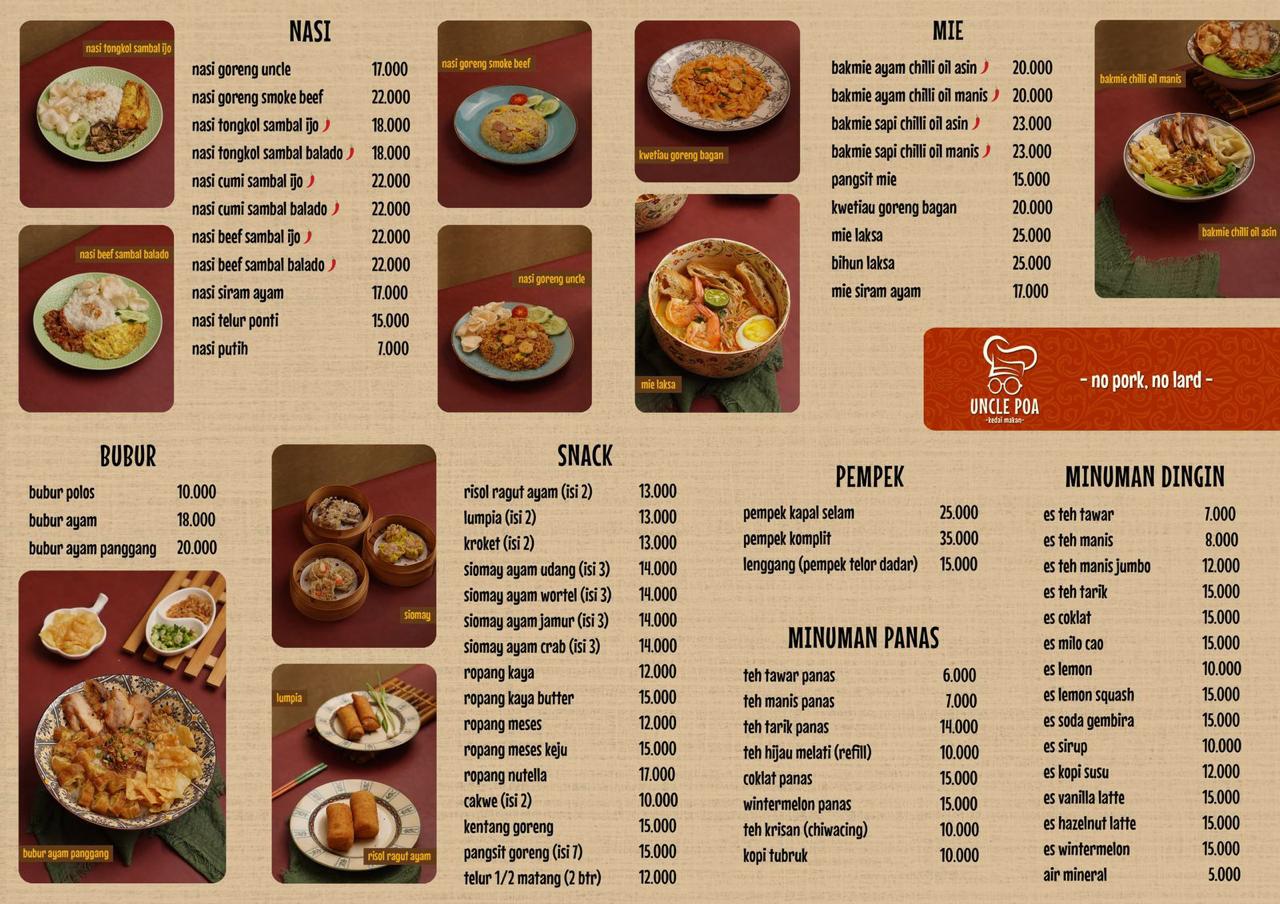 nasi tongkol sambal ijo
nasi beef sambal balado
NASI
nasi goreng uncle 17.000
nasi goreng smoke beef 22.000
nasi tongkol sambal ijo 18.000
nasi tongkol sambal balado 18.000
nasi cumi sambal ijo 22.000
nasi cumi sambal balado 22.000
nasi beef sambal ijo 22.000
nasi beef sambal balado 22.000
nasi siram ayam 17.000
nasi telur ponti 15.000
nasi putih 7.000
nasi goreng smoke beef
nasi goreng uncle
kwetiau goreng bagan
mie laksa
MIE
bakmie ayam chilli oil asin 20.000
bakmie ayam chilli oil manis 20.000
bakmie sapi chilli oil asin 23.000
bakmie sapi chilli oil manis 23.000
pangsit mie 15.000
kwetiau goreng bagan 20.000
mie laksa 25.000
bihun laksa 25.000
mie siram ayam 17.000
bakmie chilli oil manis
bakmie chilli oil asin
UNCLE POA
-kedai makan-
- no pork, no lard -
BUBUR
bubur polos 10.000
bubur ayam 18.000
bubur ayam panggang 20.000
bubur ayam panggang
siomay
lumpia
risol ragut ayam
SNACK
risol ragut ayam (isi 2) 13.000
lumpia (isi 2) 13.000
kroket (isi 2) 13.000
siomay ayam udang (isi 3) 14.000
siomay ayam wortel (isi 3) 14.000
siomay ayam jamur (isi 3) 14.000
siomay ayam crab (isi 3) 14.000
ropang kaya 12.000
ropang kaya butter 15.000
ropang meses 12.000
ropang meses keju 15.000
ropang nutella 17.000
cakwe (isi 2) 10.000
kentang goreng 15.000
pangsit goreng (isi 7) 15.000
telur 1/2 matang (2 btr) 12.000
PEMPEK
pempek kapal selam 25.000
pempek komplit 35.000
lenggang (pempek telor dadar) 15.000
MINUMAN PANAS
teh tawar panas 6.000
teh manis panas 7.000
teh tarik panas 14.000
teh hijau melati (refill) 10.000
coklat panas 15.000
wintermelon panas 15.000
teh krisan (chiwacing) 10.000
kopi tubruk 10.000
MINUMAN DINGIN
es teh tawar 7.000
es teh manis 8.000
es teh manis jumbo 12.000
es teh tarik 15.000
es coklat 15.000
es milo cao 15.000
es lemon 10.000
es lemon squash 15.000
es soda gembira 15.000
es sirup 10.000
es kopi susu 12.000
es vanilla latte 15.000
es hazelnut latte 15.000
es wintermelon 15.000
air mineral 5.000